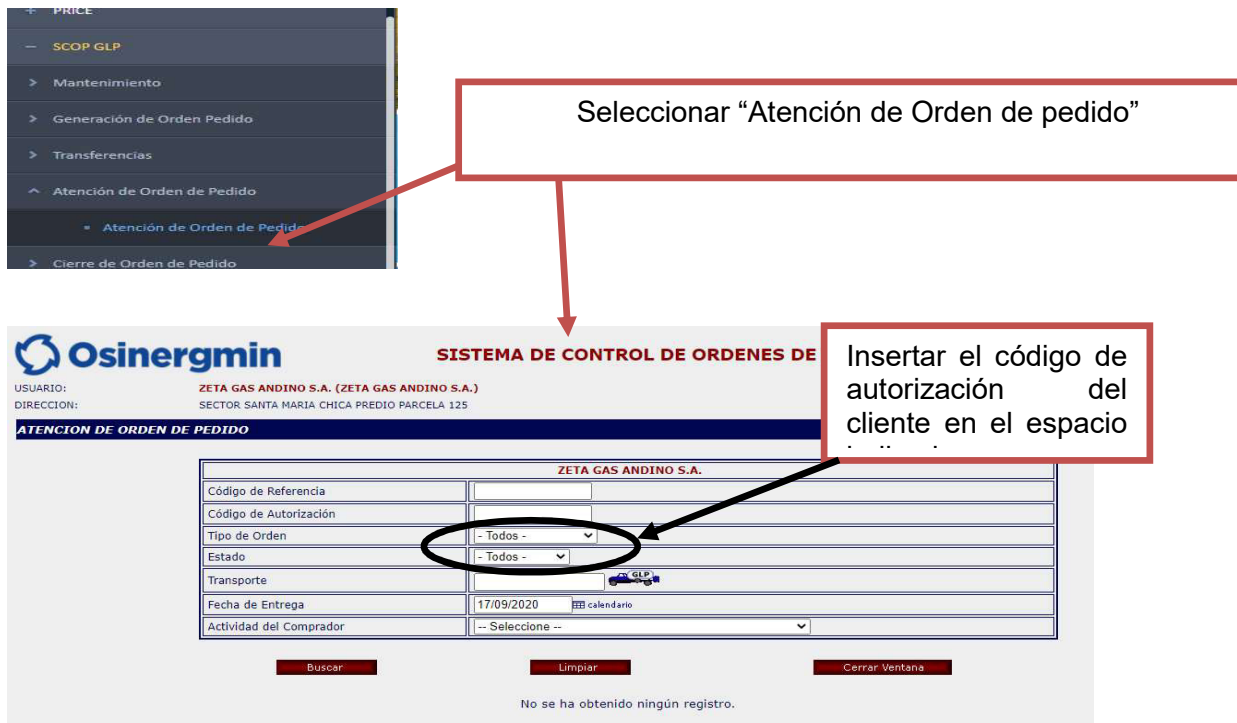 + PRICE
– SCOP GLP
> Mantenimiento
> Generación de Orden Pedido
> Transferencias
^ Atención de Orden de Pedido
▪ Atención de Orden de Pedido
> Cierre de Orden de Pedido
Seleccionar “Atención de Orden de pedido”
Osinergmin
SISTEMA DE CONTROL DE ORDENES DE
USUARIO: ZETA GAS ANDINO S.A. (ZETA GAS ANDINO S.A.)
DIRECCION: SECTOR SANTA MARIA CHICA PREDIO PARCELA 125
Insertar el código de
autorización del
cliente en el espacio
ATENCION DE ORDEN DE PEDIDO
ZETA GAS ANDINO S.A.
Código de Referencia
Código de Autorización
Tipo de Orden - Todos -
Estado - Todos -
Transporte GLP
Fecha de Entrega 17/09/2020 calendario
Actividad del Comprador -- Seleccione --
Buscar Limpiar Cerrar Ventana
No se ha obtenido ningún registro.